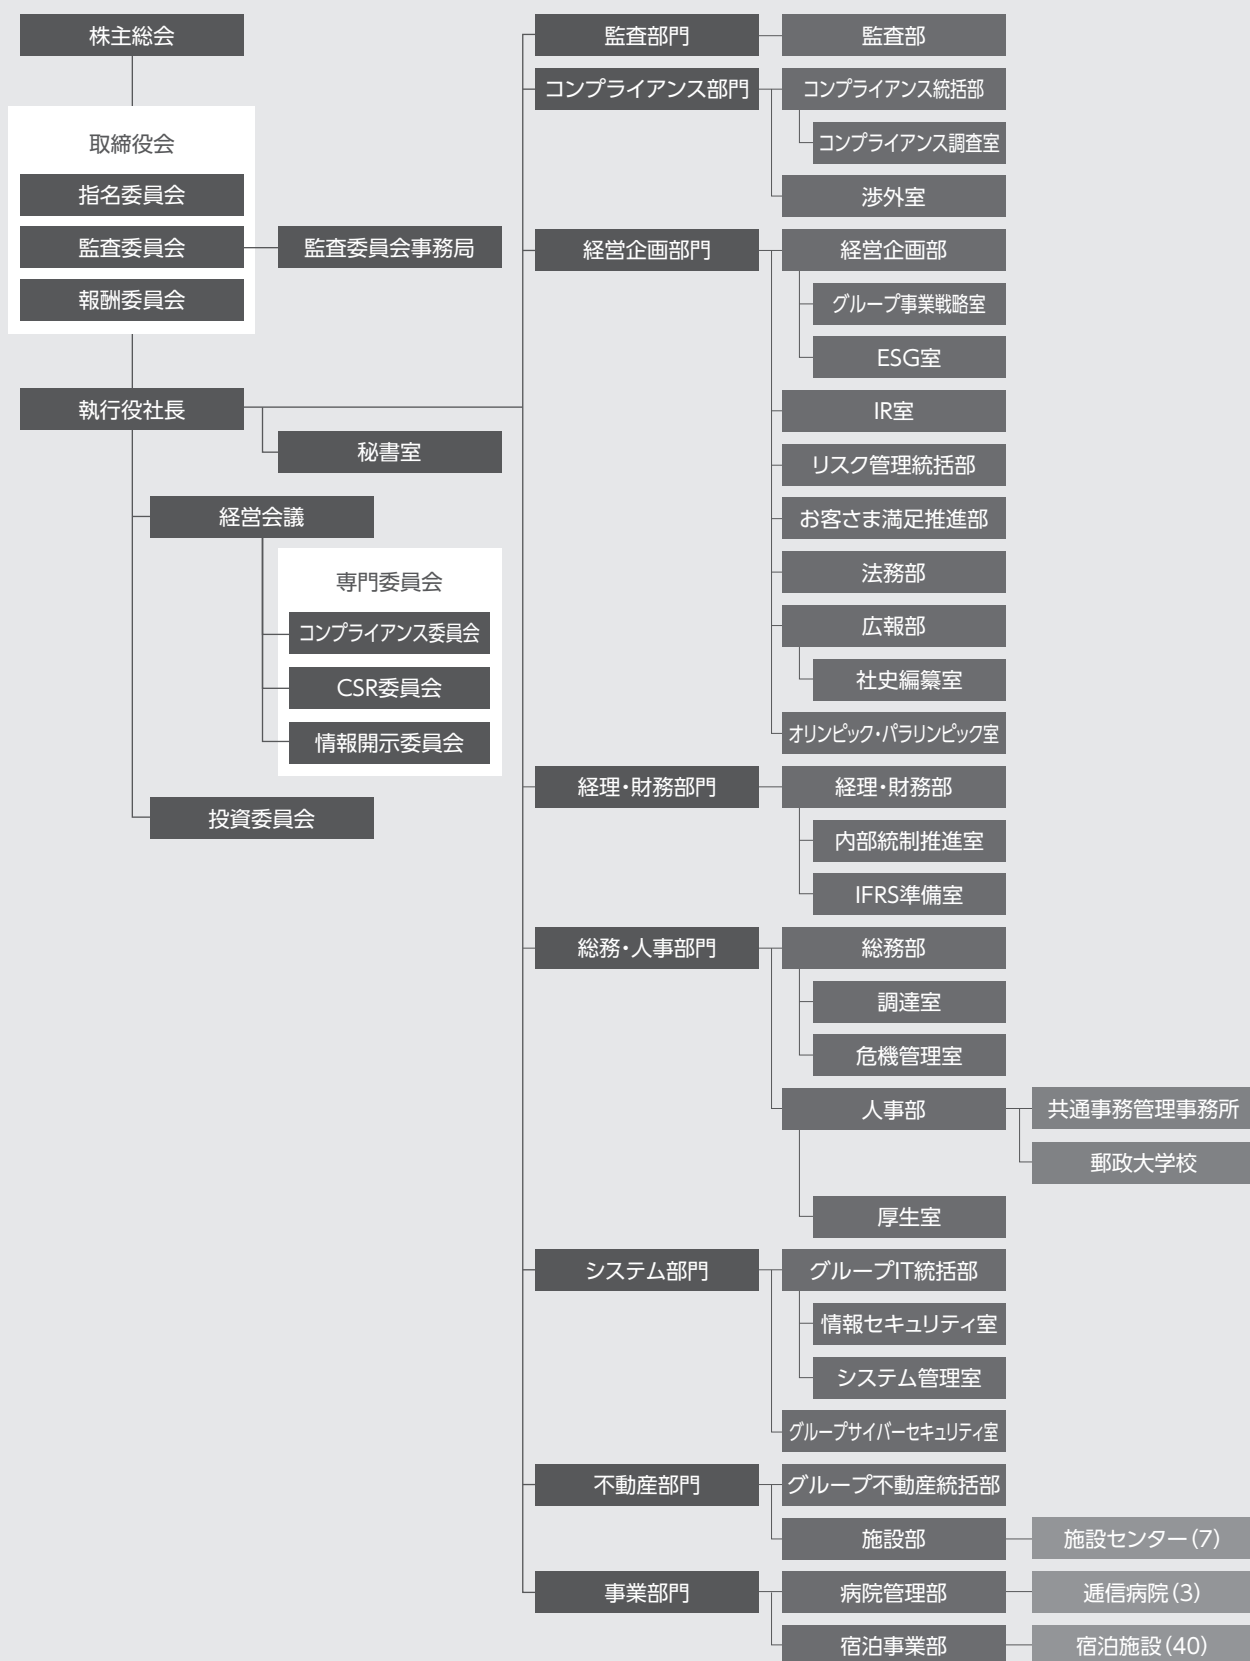 株主総会
取締役会
指名委員会
監査委員会
監査委員会事務局
報酬委員会
執行役社長
秘書室
経営会議
専門委員会
コンプライアンス委員会
CSR委員会
情報開示委員会
投資委員会
監査部門
監査部
コンプライアンス部門
コンプライアンス統括部
コンプライアンス調査室
渉外室
経営企画部門
経営企画部
グループ事業戦略室
ESG室
IR室
リスク管理統括部
お客さま満足推進部
法務部
広報部
社史編纂室
オリンピック・パラリンピック室
経理・財務部門
経理・財務部
内部統制推進室
IFRS準備室
総務・人事部門
総務部
調達室
危機管理室
人事部
共通事務管理事務所
郵政大学校
厚生室
システム部門
グループIT統括部
情報セキュリティ室
システム管理室
グループサイバーセキュリティ室
不動産部門
グループ不動産統括部
施設部
施設センター(7)
事業部門
病院管理部
逓信病院(3)
宿泊事業部
宿泊施設(40)